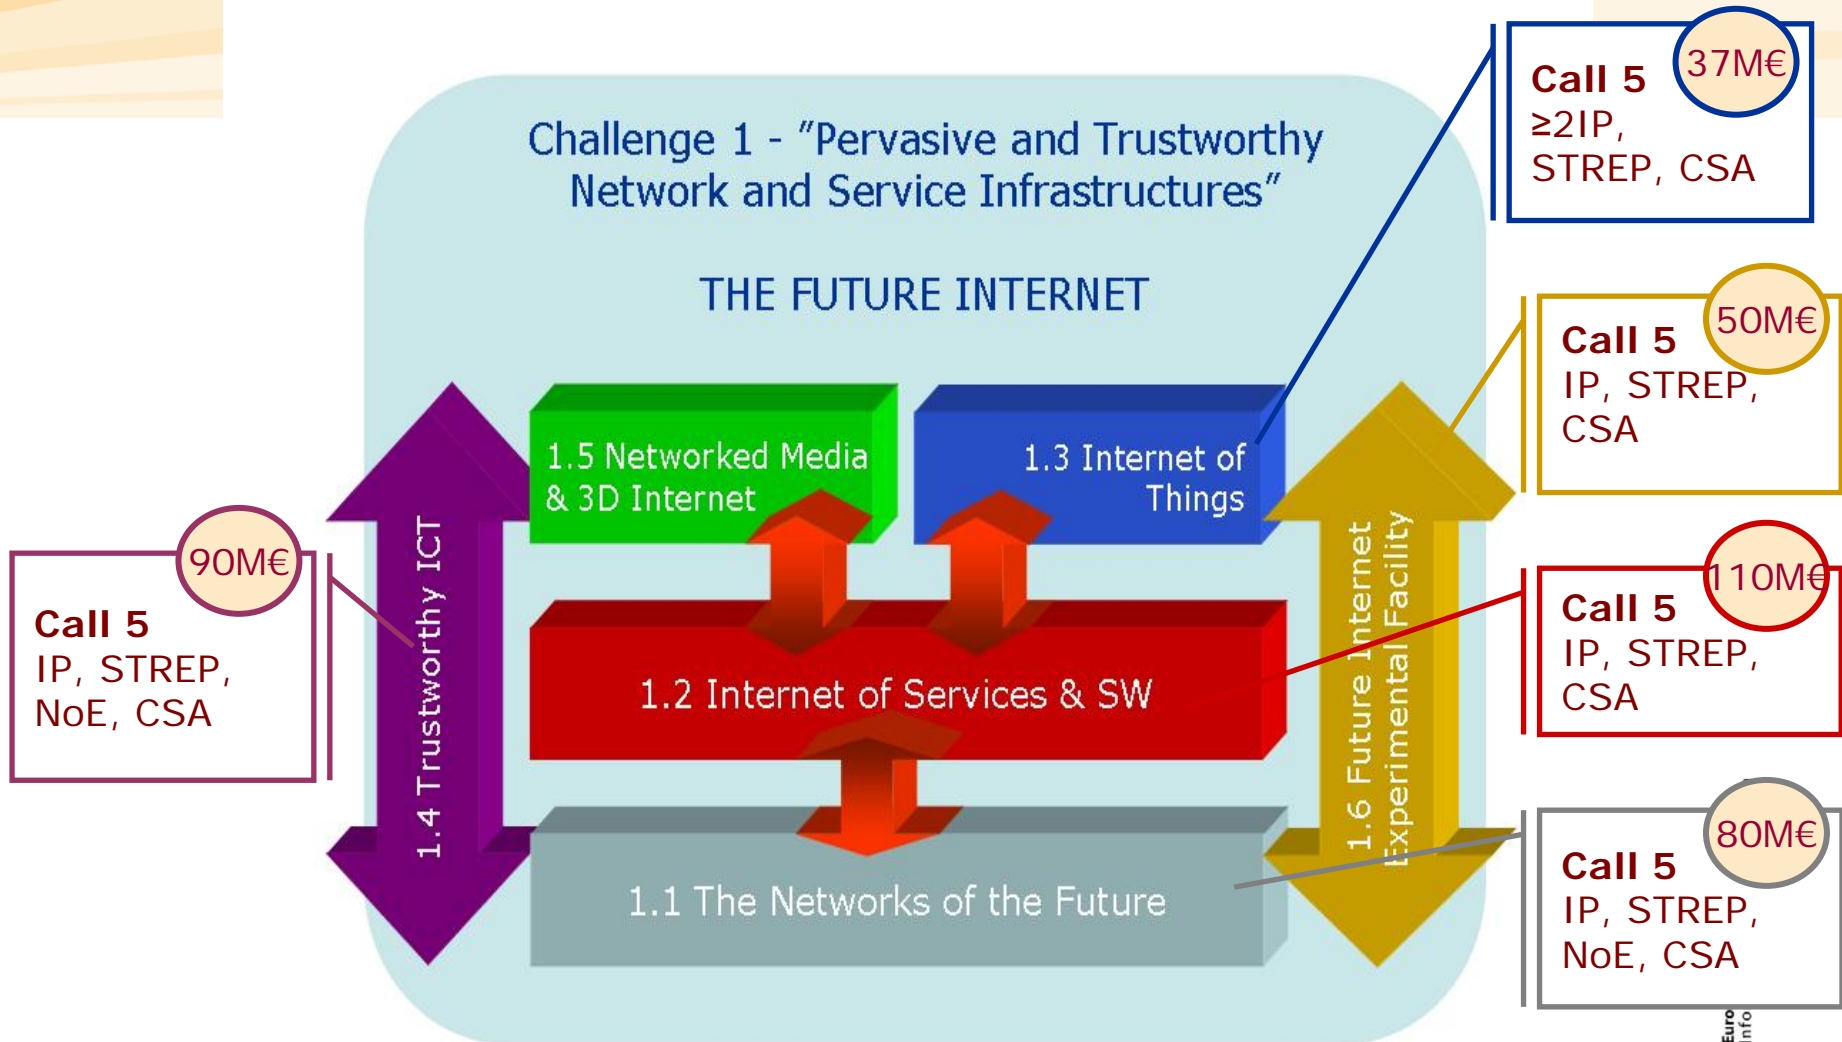 Challenge 1 - "Pervasive and Trustworthy
Network and Service Infrastructures"
THE FUTURE INTERNET
37M€
Call 5
≥2IP,
STREP, CSA
50M€
Call 5
IP, STREP,
CSA
1.5 Networked Media
& 3D Internet
1.3 Internet of
Things
90M€
Call 5
IP, STREP,
NoE, CSA
1.4 Trustworthy ICT
1.6 Future Internet
Experimental Facility
110M€
Call 5
IP, STREP,
CSA
1.2 Internet of Services & SW
80M€
Call 5
IP, STREP,
NoE, CSA
1.1 The Networks of the Future
Euro
Info